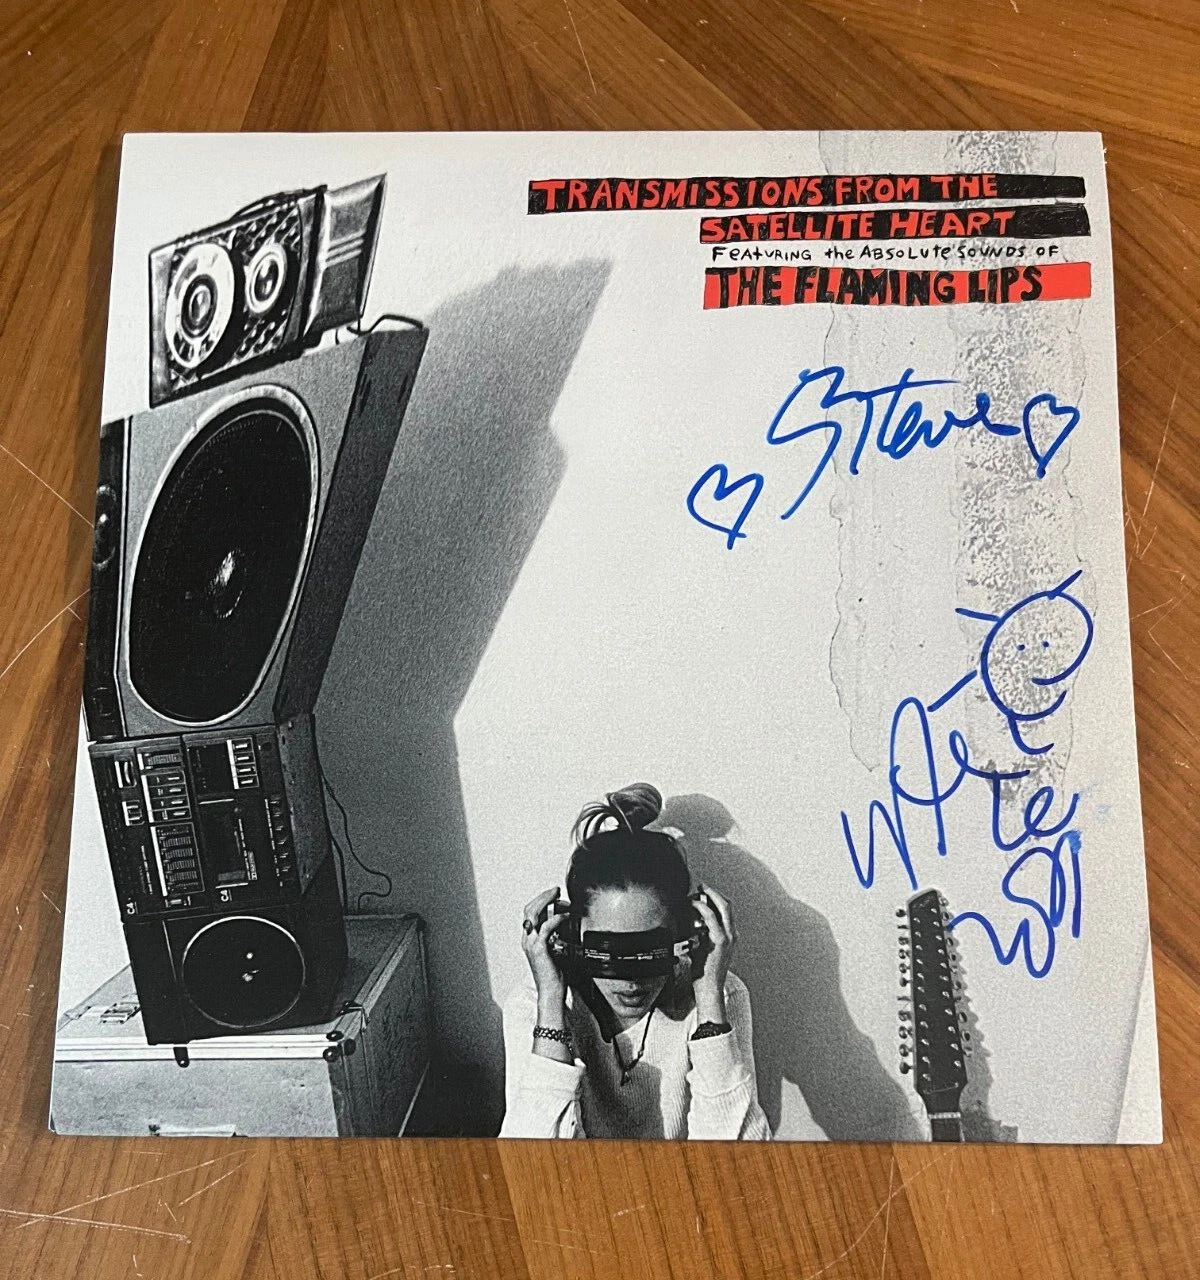 TRANSMISSIONS FROM THE
SATELLITE HEART
FEATURING the ABSOLUTE SOUNDS OF
THE FLAMING LIPS
Steve